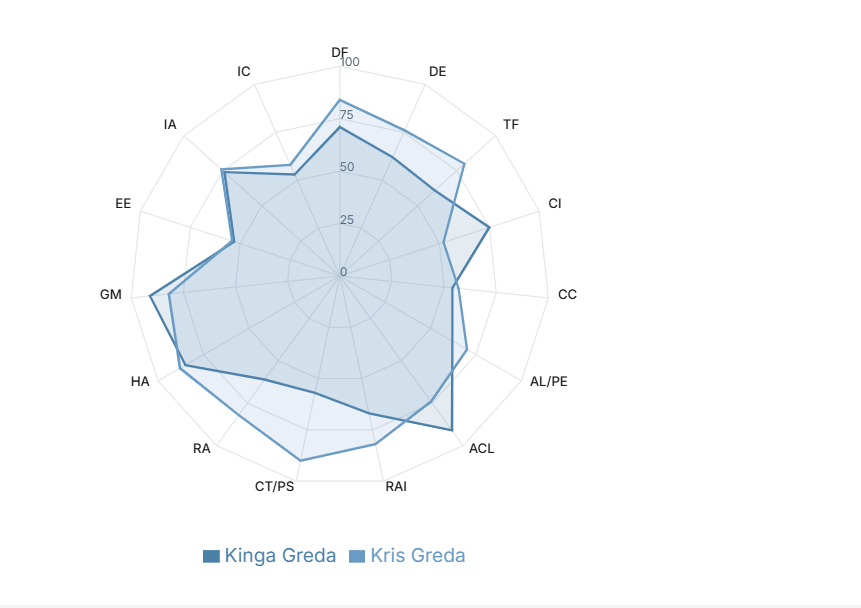 DF
100
IC
DE
75
IA
TF
50
EE
CI
25
0
GM
CC
HA
AL/PE
RA
ACL
CT/PS
RAI
Kinga Greda
Kris Greda